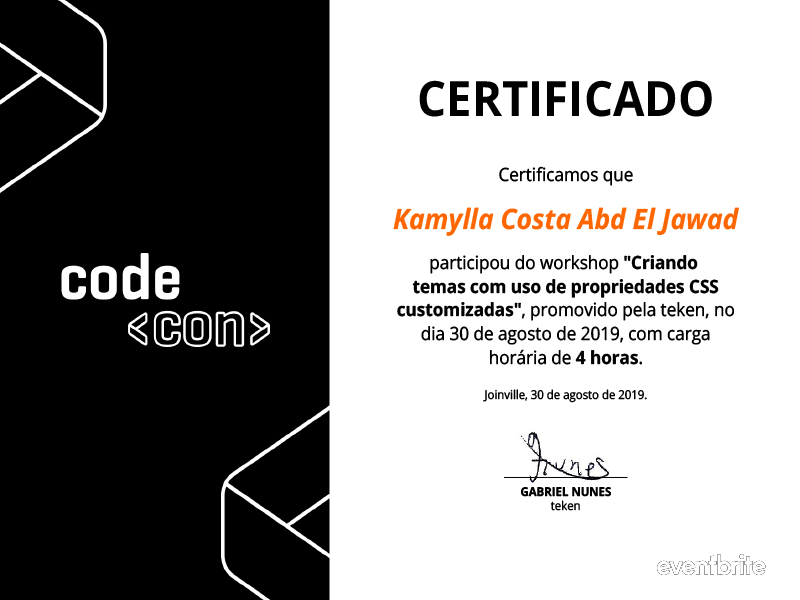 code
<con>
CERTIFICADO
Certificamos que
Kamylla Costa Abd El Jawad
participou do workshop "Criando
temas com uso de propriedades CSS
customizadas", promovido pela teken, no
dia 30 de agosto de 2019, com carga
horária de 4 horas.
Joinville, 30 de agosto de 2019.
Nunes
GABRIEL NUNES
teken
eventbrite